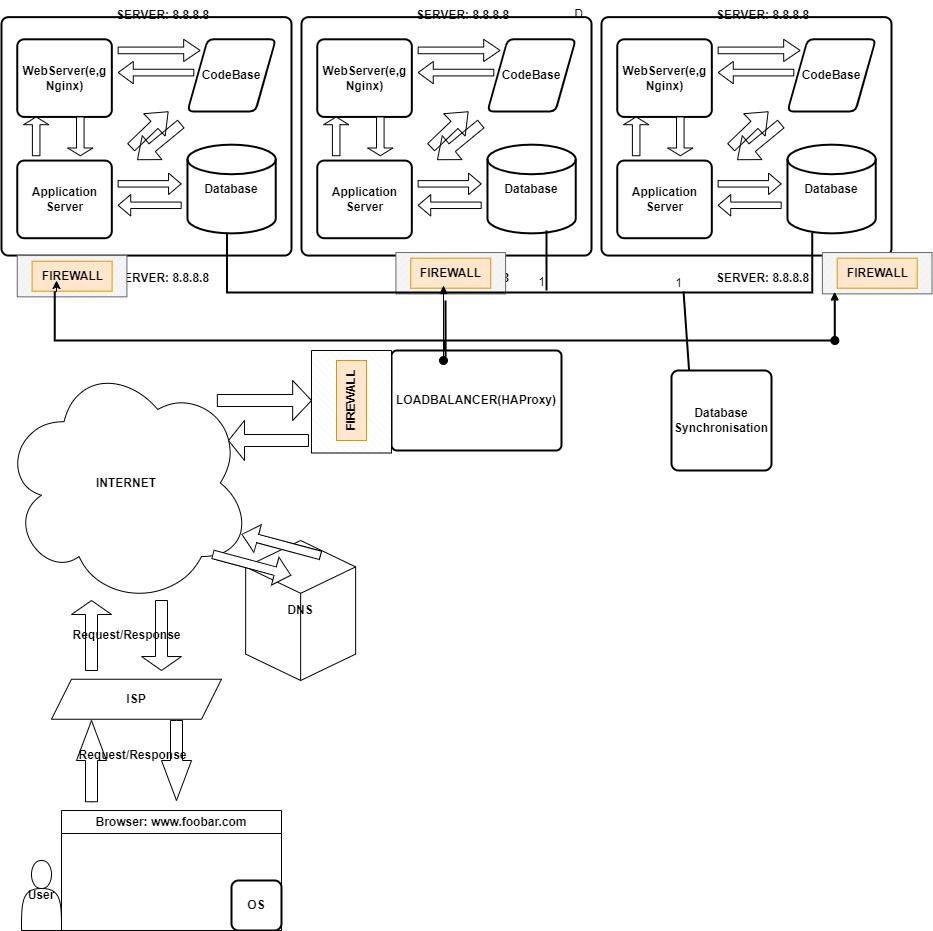 SERVER: 8.8.8.8
SERVER: 8.8.8.8
D
SERVER: 8.8.8.8
WebServer(e,g
Nginx)
CodeBase
WebServer(e,g
Nginx)
CodeBase
WebServer(e,g
Nginx)
CodeBase
Application
Server
Database
Application
Server
Database
Application
Server
Database
FIREWALL
ERVER: 8.8.8.8
FIREWALL
1
1
SERVER: 8.8.8.8
FIREWALL
FIREWALL
LOADBALANCER(HAProxy)
Database
Synchronisation
INTERNET
DNS
Request/Response
ISP
Request/Response
Browser: www.foobar.com
User
OS